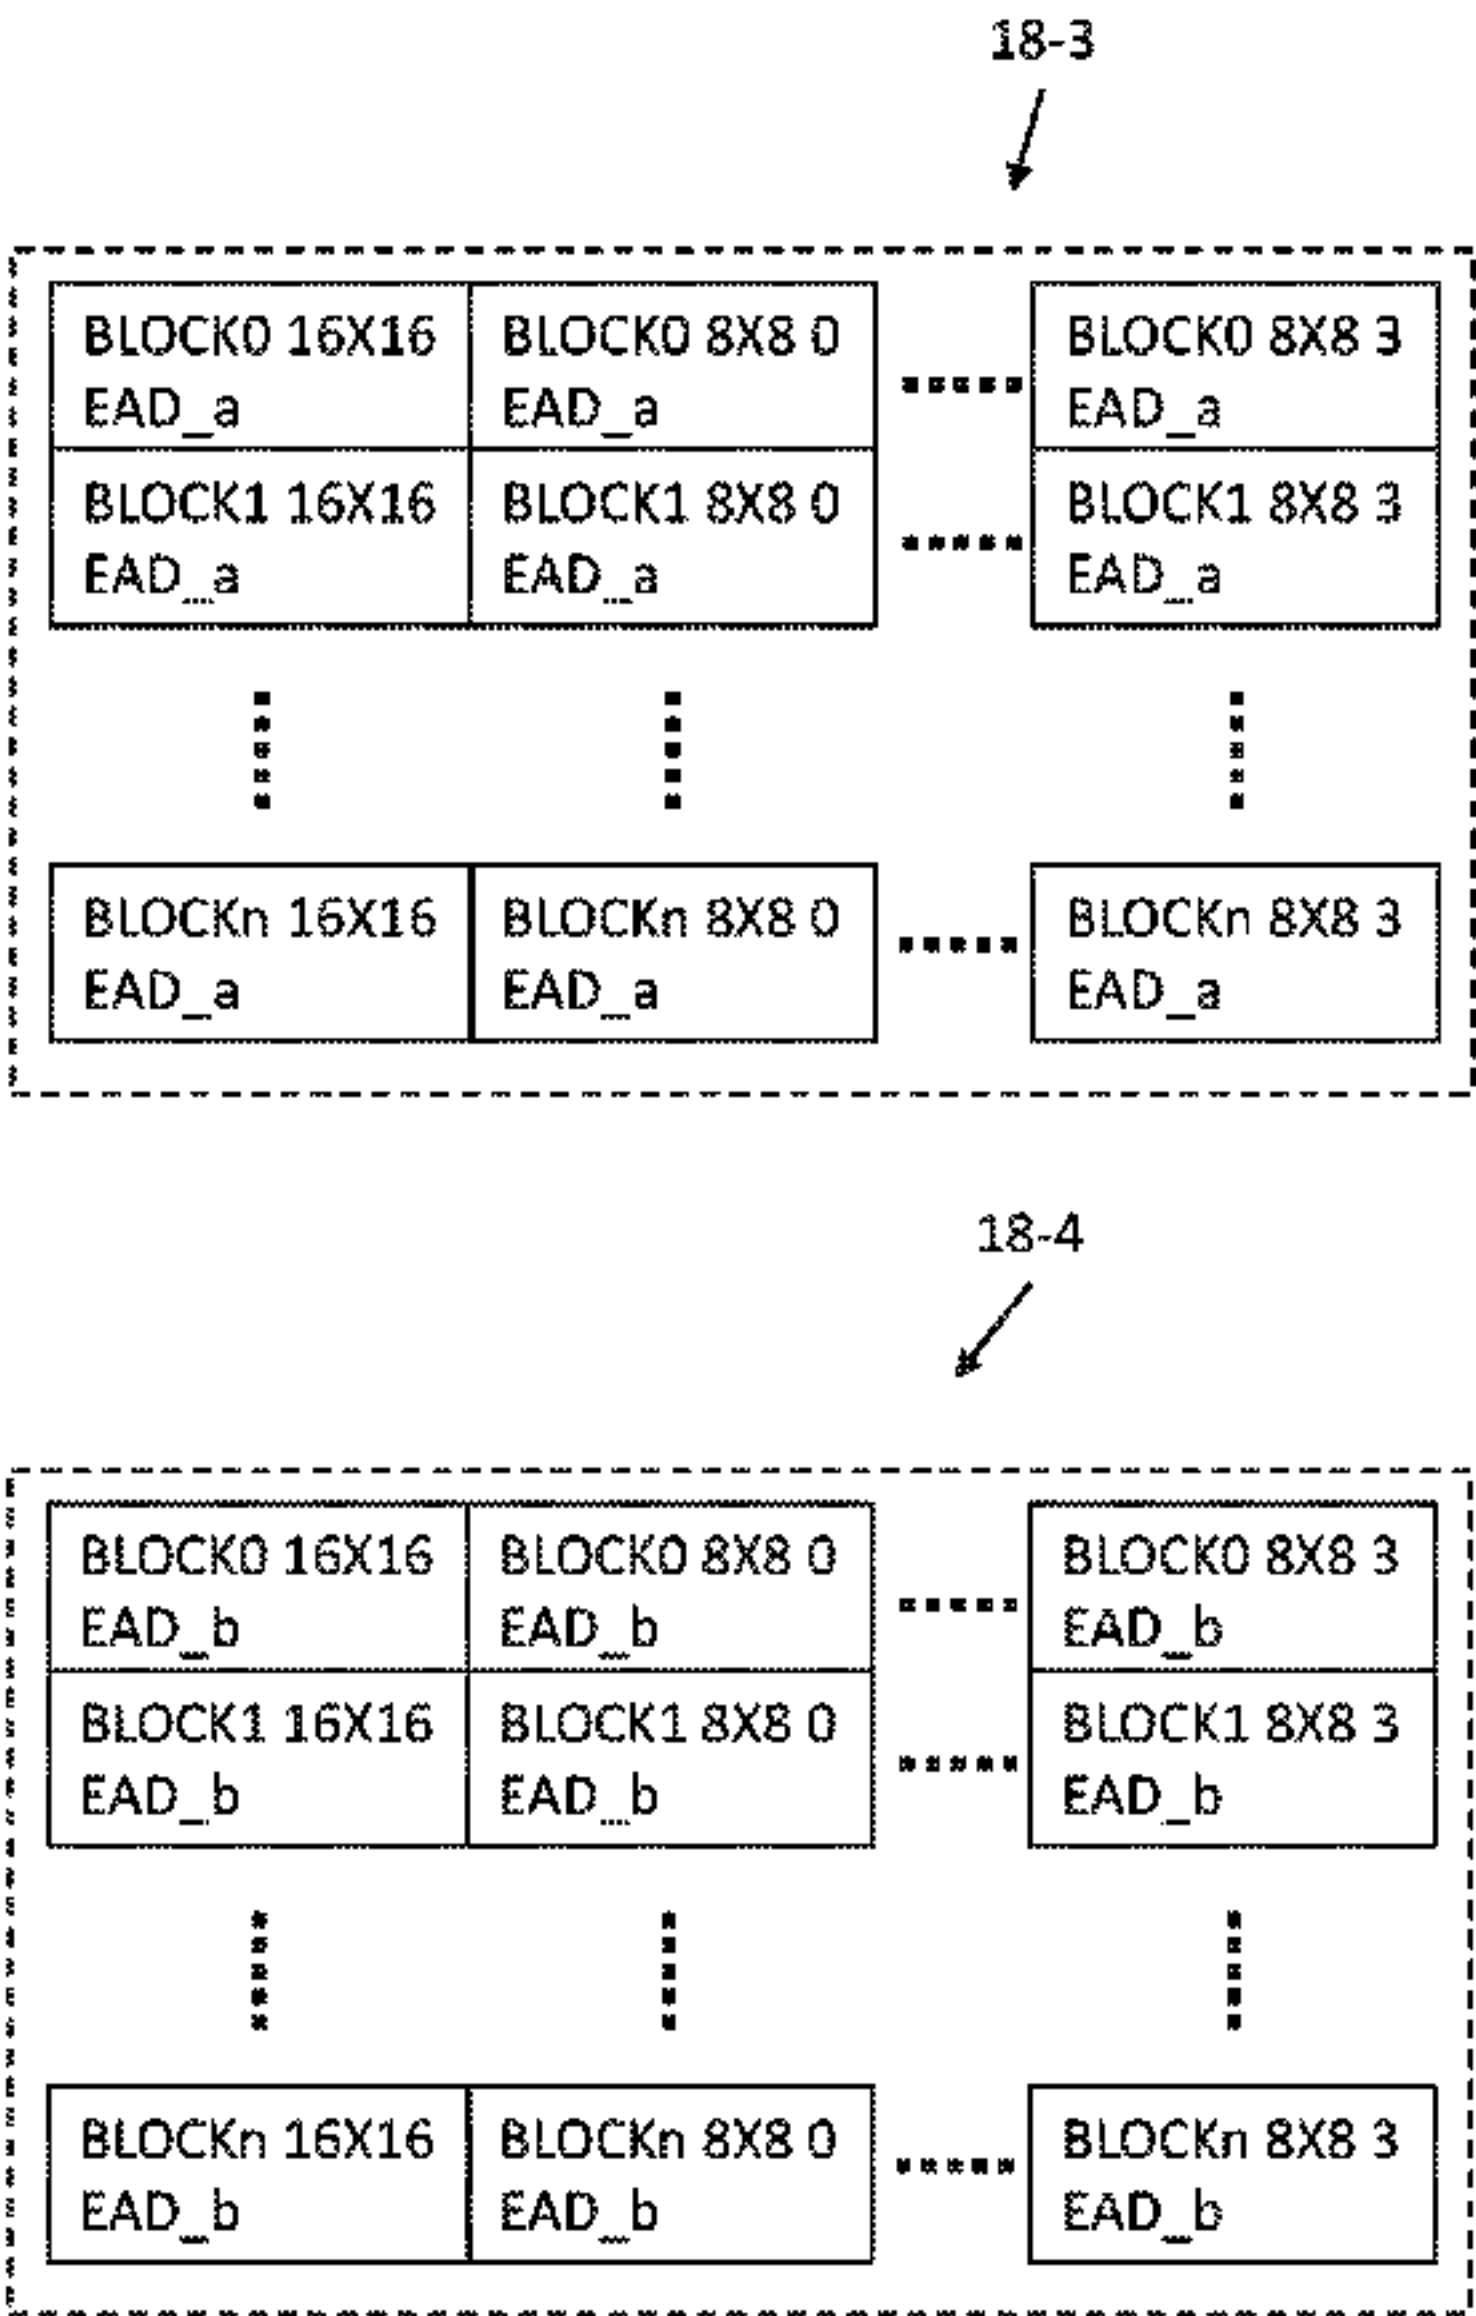 18-3
BLOCK0 16X16 BLOCK0 8X8 0 BLOCK0 8X8 3
EAD_a EAD_a EAD_a
BLOCK1 16X16 BLOCK1 8X8 0 BLOCK1 8X8 3
EAD_a EAD_a EAD_a
BLOCKn 16X16 BLOCKn 8X8 0 BLOCKn 8X8 3
EAD_a EAD_a EAD_a
18-4
BLOCK0 16X16 BLOCK0 8X8 0 BLOCK0 8X8 3
EAD_b EAD_b EAD_b
BLOCK1 16X16 BLOCK1 8X8 0 BLOCK1 8X8 3
EAD_b EAD_b EAD_b
BLOCKn 16X16 BLOCKn 8X8 0 BLOCKn 8X8 3
EAD_b EAD_b EAD_b